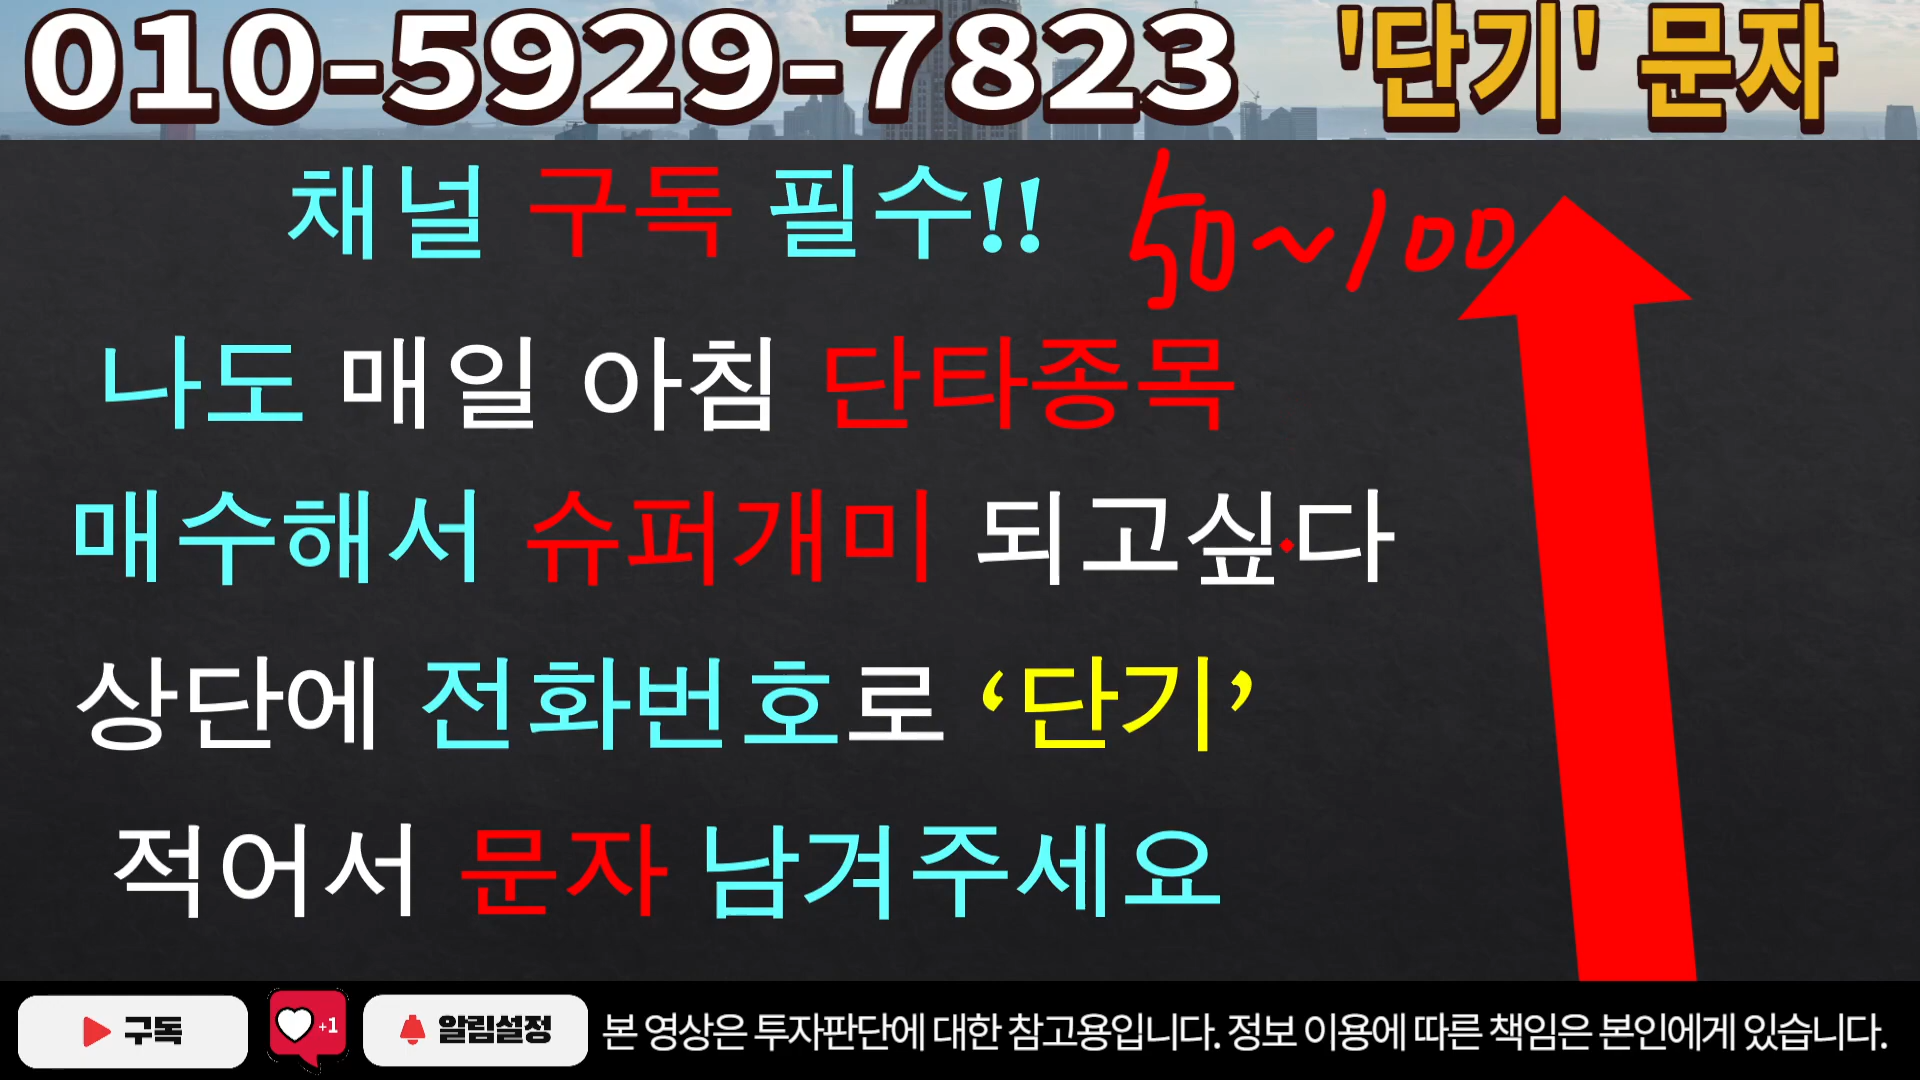 010-5929-7823 '단기' 문자
채널 구독 필수!! 50~100
나도 매일 아침 단타종목
매수해서 슈퍼개미 되고싶다
상단에 전화번호로 ‘단기’
적어서 문자 남겨주세요
구독 +1 알림설정 본 영상은 투자판단에 대한 참고용입니다. 정보 이용에 따른 책임은 본인에게 있습니다.